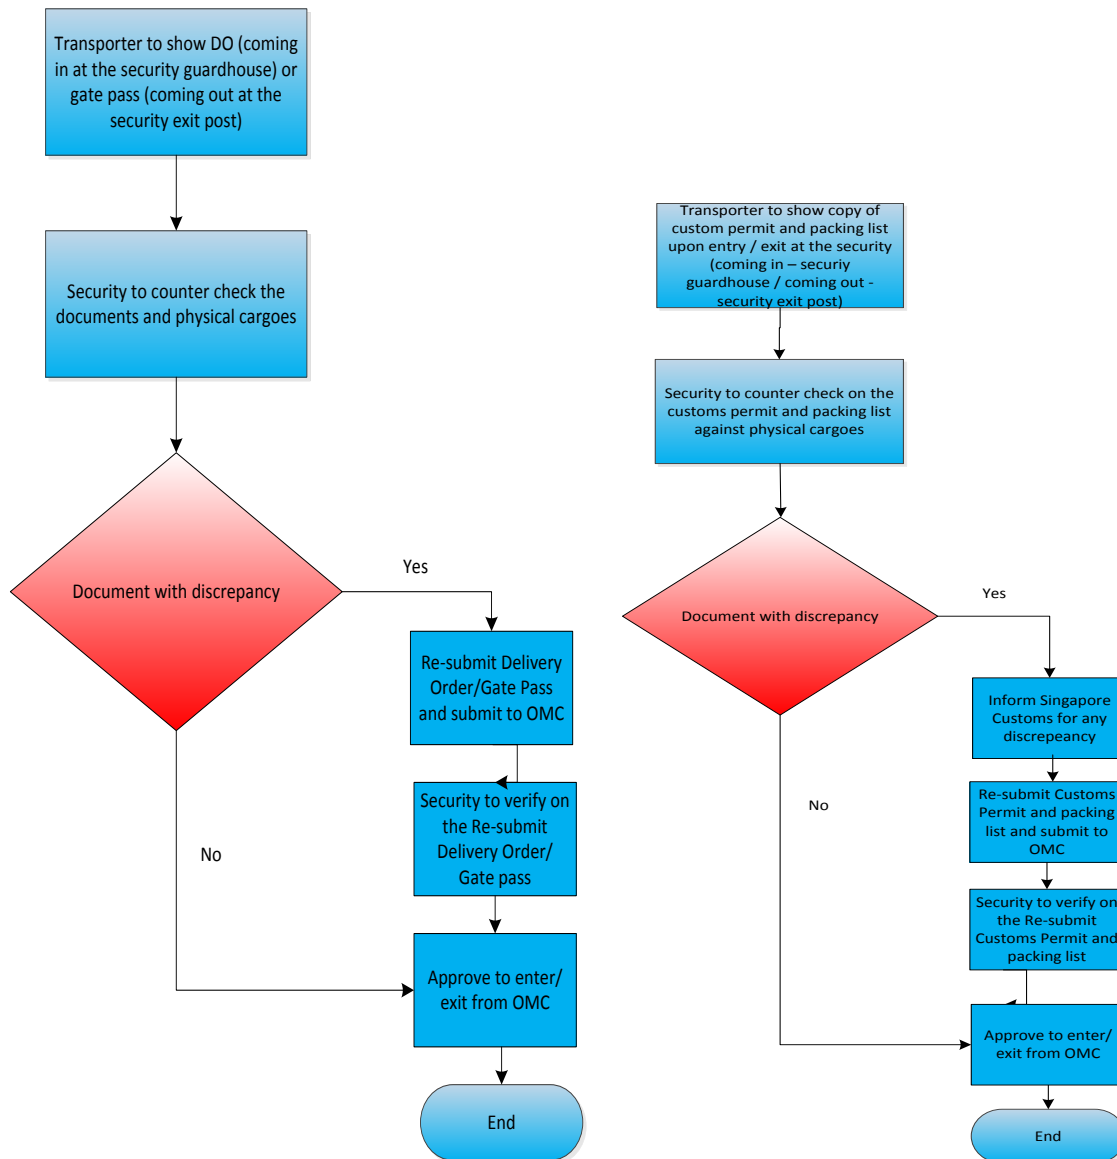 Transporter to show DO (coming
in at the security guardhouse) or
gate pass (coming out at the
security exit post)
Security to counter check the
documents and physical cargoes
Document with discrepancy
Yes
Re-submit Delivery
Order/Gate Pass
and submit to OMC
Security to verify on
the Re-submit
Delivery Order/
Gate pass
No
Approve to enter/
exit from OMC
End
Transporter to show copy of
custom permit and packing list
upon entry / exit at the security
(coming in – securiy
guardhouse / coming out -
security exit post)
Security to counter check on the
customs permit and packing list
against physical cargoes
Document with discrepancy
Yes
Inform Singapore
Customs for any
discrepeancy
Re-submit Customs
Permit and packing
list and submit to
OMC
No
Security to verify on
the Re-submit
Customs Permit and
packing list
Approve to enter/
exit from OMC
End